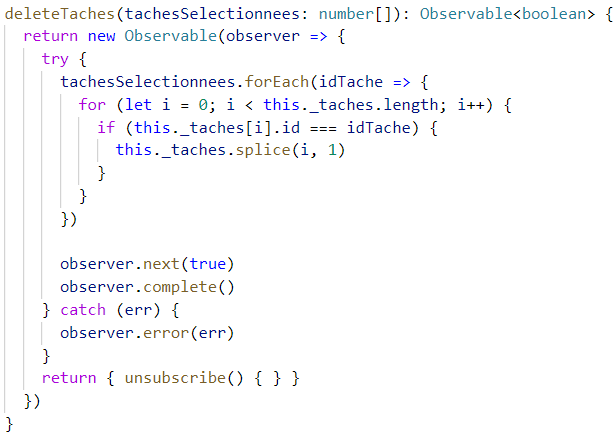 deleteTaches(tachesSelectionnees: number[]): Observable<boolean> {
  return new Observable(observer => {
    try {
      tachesSelectionnees.forEach(idTache => {
        for (let i = 0; i < this._taches.length; i++) {
          if (this._taches[i].id === idTache) {
            this._taches.splice(i, 1)
          }
        }
      })

      observer.next(true)
      observer.complete()
    } catch (err) {
      observer.error(err)
    }
    return { unsubscribe() { } }
  })
}